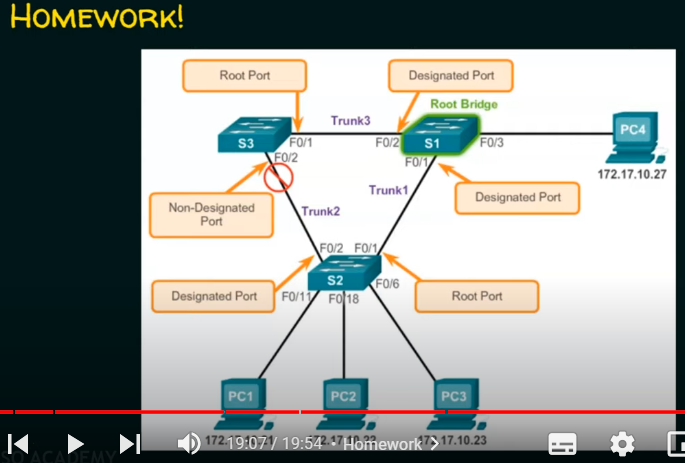 HOMEWORK!
Root Port
Designated Port
Root Bridge
Trunk3
S3
F0/1
F0/2
S1
F0/3
PC4
F0/2
F0/1
172.17.10.27
Trunk1
Non-Designated
Port
Designated Port
Trunk2
F0/2
F0/1
S2
Designated Port
F0/11
F0/18
F0/6
Root Port
PC1
PC2
PC3
19:07 / 19:54 • Homework
17.10.23
SO ACADEMY